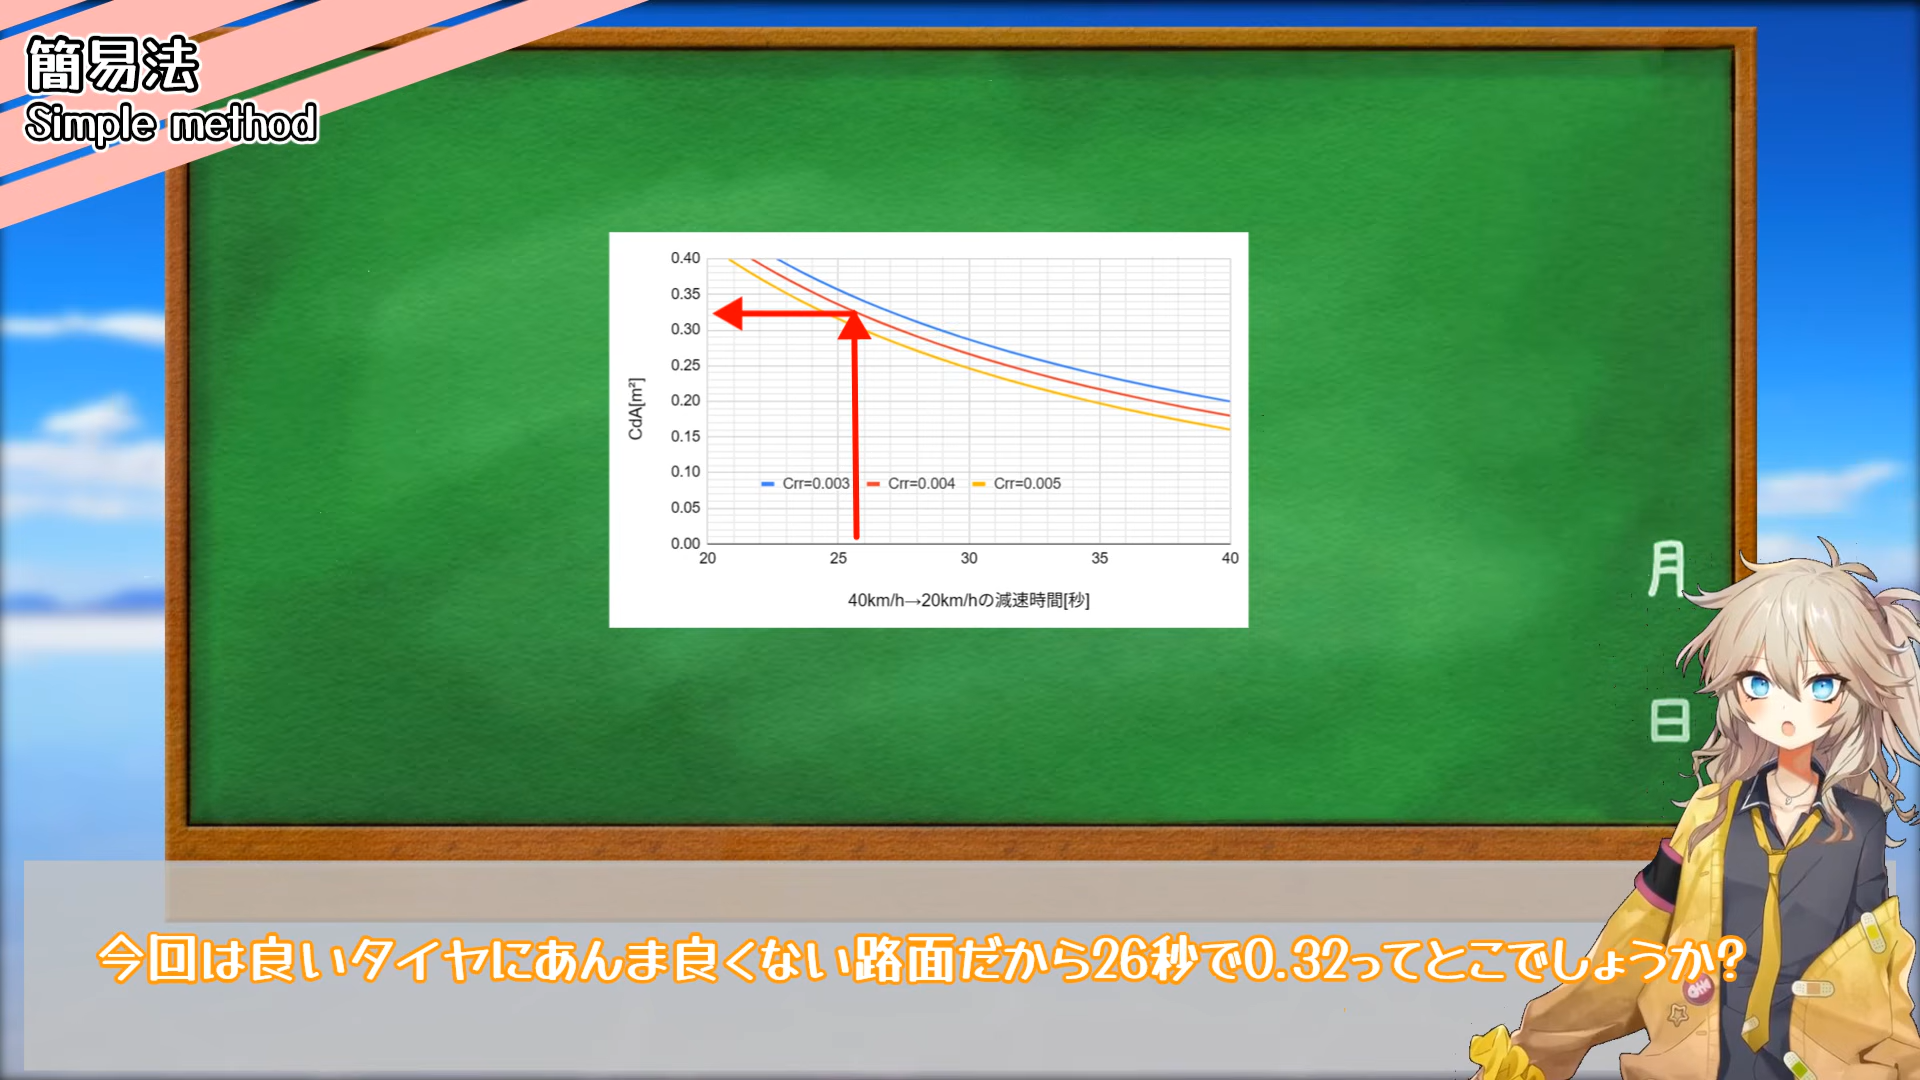 簡易法
Simple method
0.40
0.35
0.30
0.25
0.20
0.15
0.10
0.05
0.00
CdA[m²]
Crr=0.003 Crr=0.004 Crr=0.005
20 25 30 35 40
40km/h→20km/hの減速時間[秒]
月
日
今回は良いタイヤにあんま良くない路面だから26秒で0.32ってとこでしょうか?